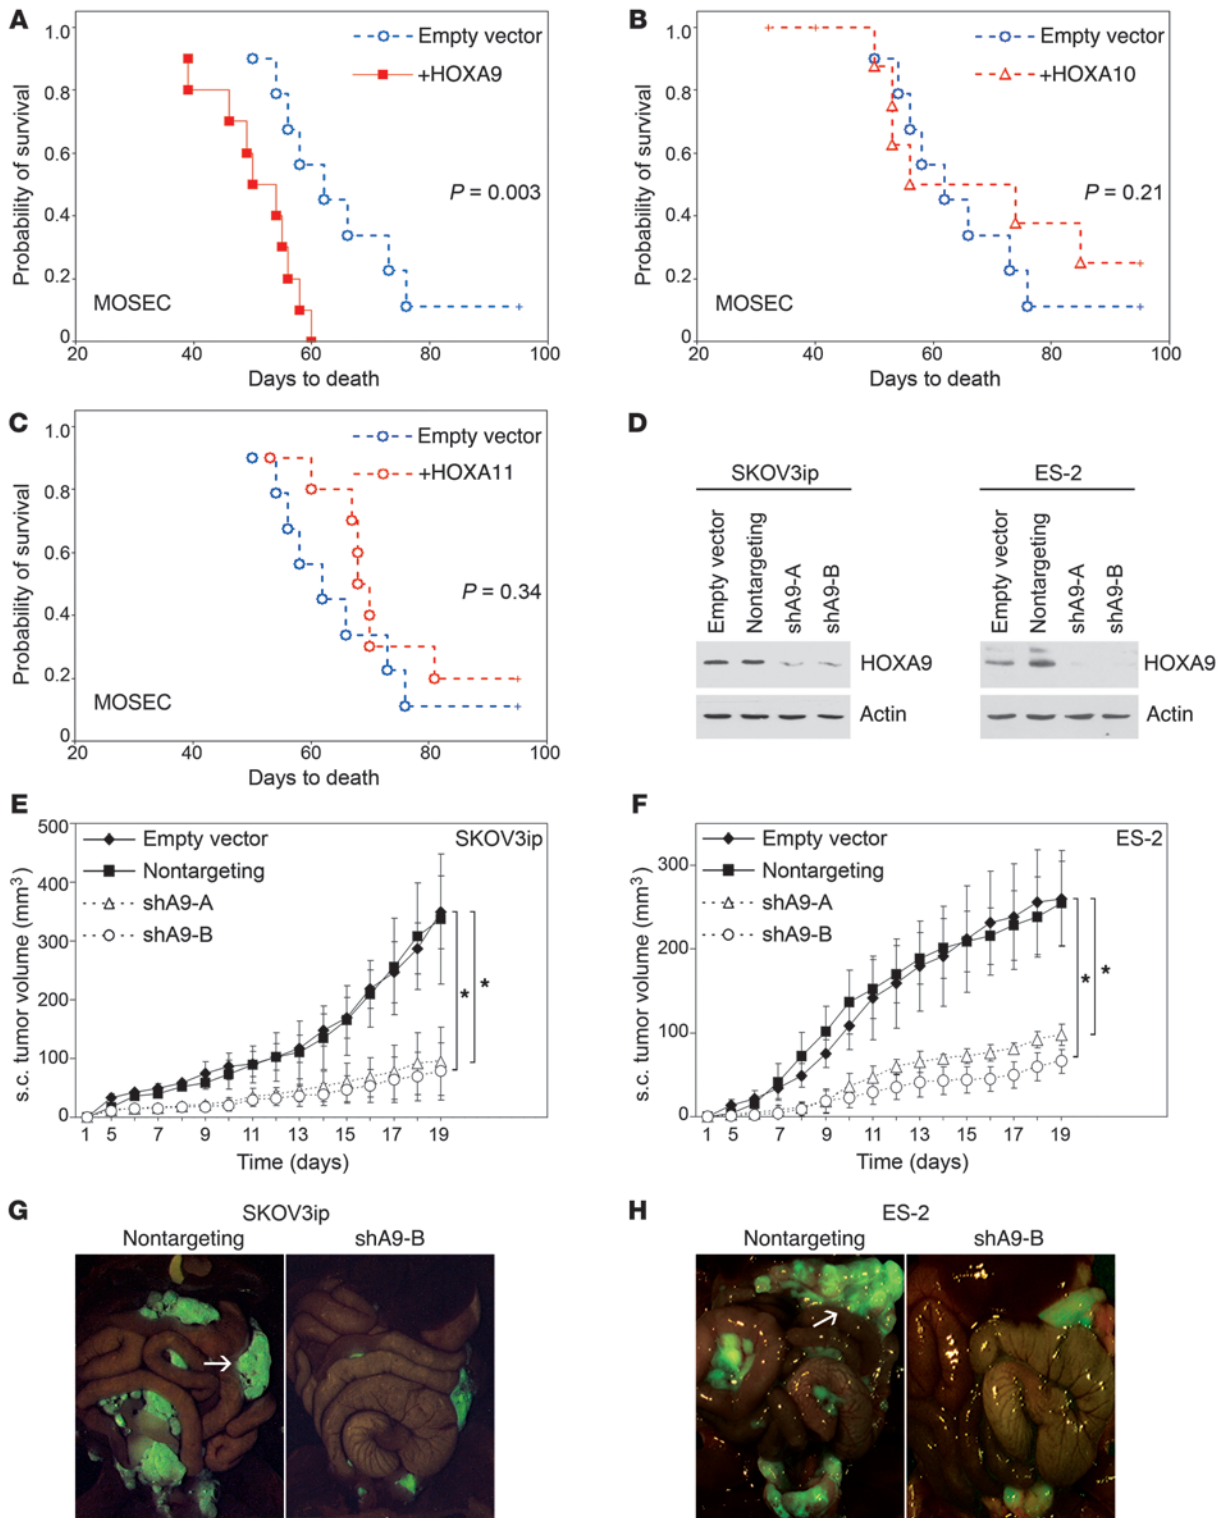 A
Probability of survival
1.0
0.8
0.6
0.4
0.2
0
20
40
60
80
100
Days to death
Empty vector
+HOXA9
P = 0.003
MOSEC
B
Probability of survival
1.0
0.8
0.6
0.4
0.2
0
20
40
60
80
100
Days to death
Empty vector
+HOXA10
P = 0.21
MOSEC
C
Probability of survival
1.0
0.8
0.6
0.4
0.2
0
20
40
60
80
100
Days to death
Empty vector
+HOXA11
P = 0.34
MOSEC
D
SKOV3ip
Empty vector
Nontargeting
shA9-A
shA9-B
HOXA9
Actin
ES-2
Empty vector
Nontargeting
shA9-A
shA9-B
HOXA9
Actin
E
s.c. tumor volume (mm³)
500
400
300
200
100
0
1
5
7
9
11
13
15
17
19
Time (days)
Empty vector
Nontargeting
shA9-A
shA9-B
SKOV3ip
*
*
F
s.c. tumor volume (mm³)
300
200
100
0
1
5
7
9
11
13
15
17
19
Time (days)
Empty vector
Nontargeting
shA9-A
shA9-B
ES-2
*
*
G
SKOV3ip
Nontargeting
shA9-B
H
ES-2
Nontargeting
shA9-B